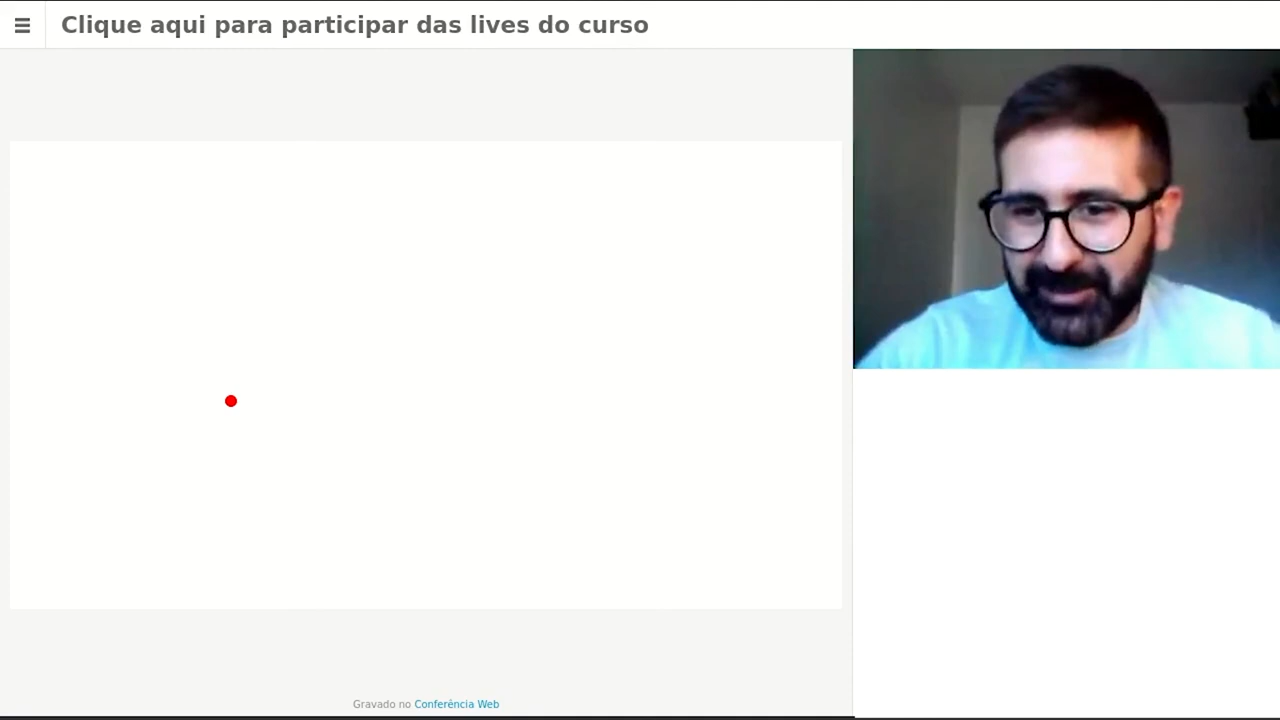 Clique aqui para participar das lives do curso
Gravado no Conferência Web